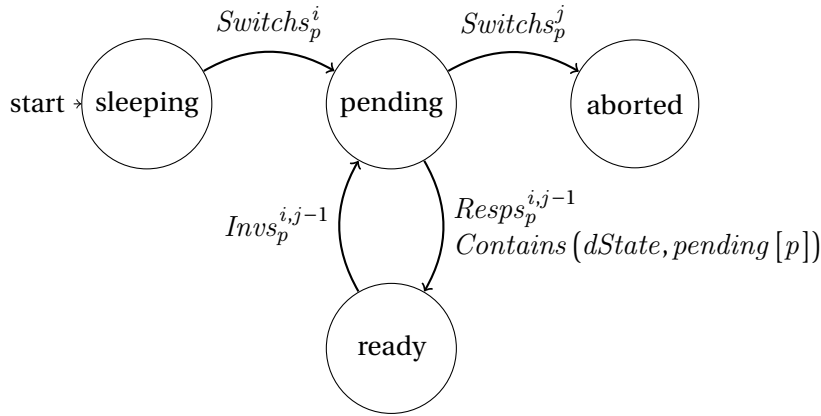 Switchs_p^i
Switchs_p^j
start
sleeping
pending
aborted
Invs_p^{i,j−1}
Resps_p^{i,j−1}
Contains (dState, pending [p])
ready